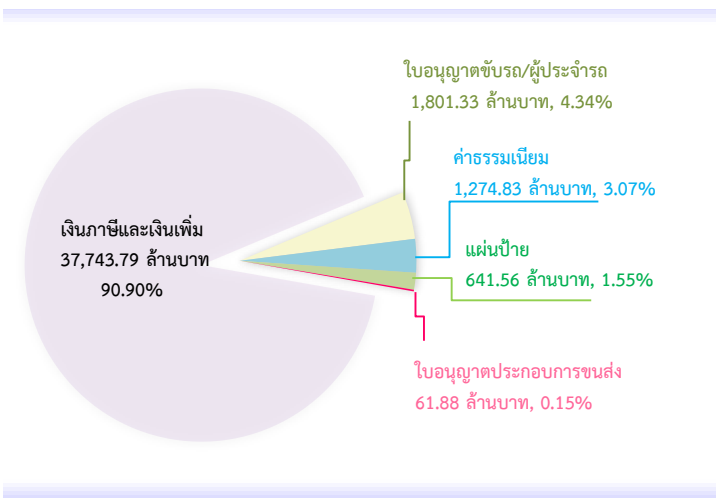 ใบอนุญาตขับรถ/ผู้ประจำรถ
1,801.33 ล้านบาท, 4.34%
ค่าธรรมเนียม
1,274.83 ล้านบาท, 3.07%
เงินภาษีและเงินเพิ่ม
37,743.79 ล้านบาท
90.90%
แผ่นป้าย
641.56 ล้านบาท, 1.55%
ใบอนุญาตประกอบการขนส่ง
61.88 ล้านบาท, 0.15%